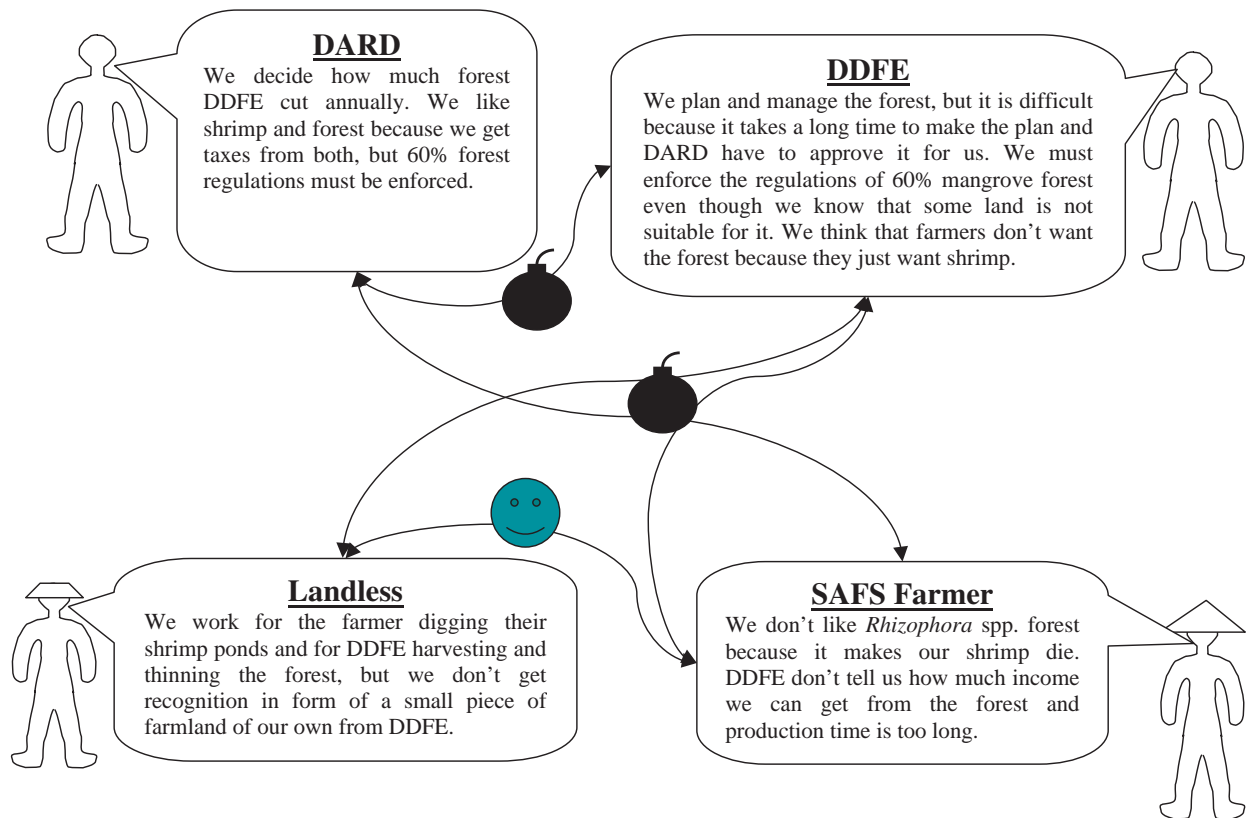 DARD
We decide how much forest
DDFE cut annually. We like
shrimp and forest because we get
taxes from both, but 60% forest
regulations must be enforced.
DDFE
We plan and manage the forest, but it is difficult
because it takes a long time to make the plan and
DARD have to approve it for us. We must
enforce the regulations of 60% mangrove forest
even though we know that some land is not
suitable for it. We think that farmers don’t want
the forest because they just want shrimp.
Landless
We work for the farmer digging their
shrimp ponds and for DDFE harvesting and
thinning the forest, but we don’t get
recognition in form of a small piece of
farmland of our own from DDFE.
SAFS Farmer
We don’t like Rhizophora spp. forest
because it makes our shrimp die.
DDFE don’t tell us how much income
we can get from the forest and
production time is too long.